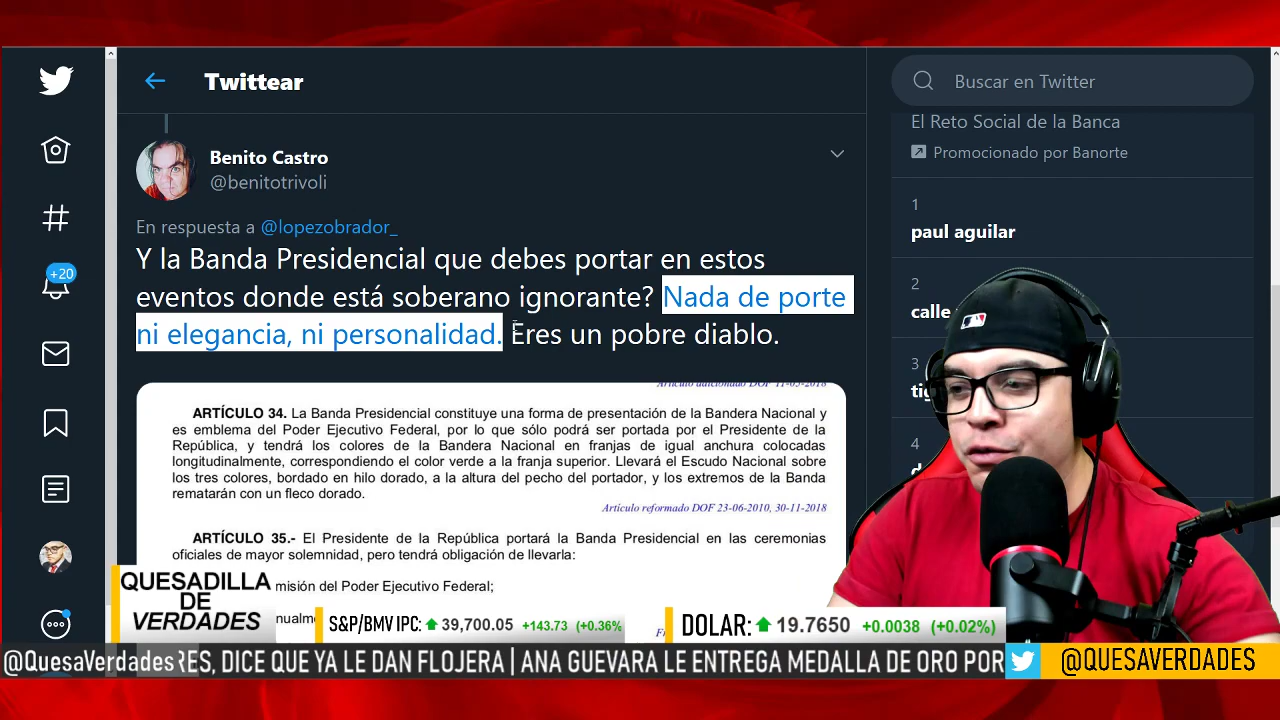 Twittear
Buscar en Twitter
El Reto Social de la Banca
Promocionado por Banorte
Benito Castro
@benitotrivoli
En respuesta a @lopezobrador_
Y la Banda Presidencial que debes portar en estos
eventos donde está soberano ignorante? Nada de porte
ni elegancia, ni personalidad. Eres un pobre diablo.
1
paul aguilar
2
calle
3
4
+20
Artículo adicionado DOF 11-05-2018
ARTÍCULO 34. La Banda Presidencial constituye una forma de presentación de la Bandera Nacional y
es emblema del Poder Ejecutivo Federal, por lo que sólo podrá ser portada por el Presidente de la
República, y tendrá los colores de la Bandera Nacional en franjas de igual anchura colocadas
longitudinalmente, correspondiendo el color verde a la franja superior. Llevará el Escudo Nacional sobre
los tres colores, bordado en hilo dorado, a la altura del pecho del portador, y los extremos de la Banda
rematarán con un fleco dorado.
Artículo reformado DOF 23-06-2010, 30-11-2018
ARTÍCULO 35.- El Presidente de la República portará la Banda Presidencial en las ceremonias
oficiales de mayor solemnidad, pero tendrá obligación de llevarla:
misión del Poder Ejecutivo Federal;
QUESADILLA
DE
VERDADES
S&P/BMV IPC: 39,700.05 +143.73 (+0.36%)
DOLAR: 19.7650 +0.0038 (+0.02%)
@QuesaVerdades RES, DICE QUE YA LE DAN FLOJERA | ANA GUEVARA LE ENTREGA MEDALLA DE ORO POR
@QUESAVERDADES